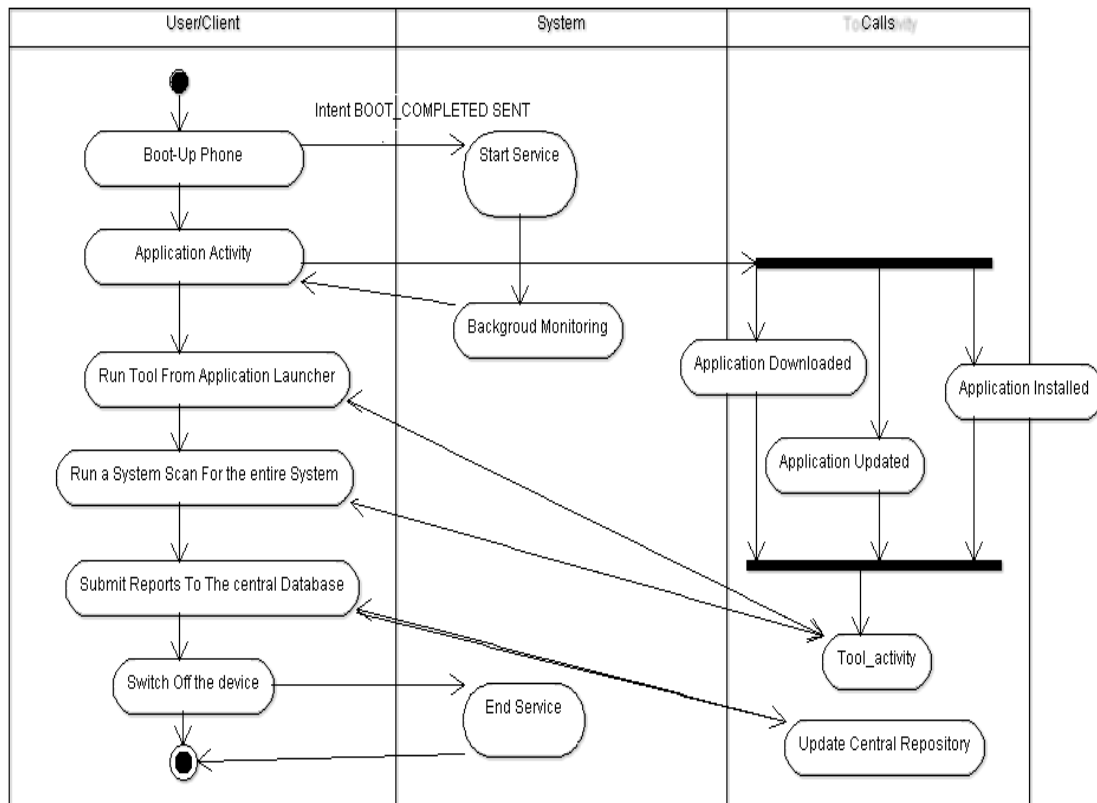 User/Client
System
Calls
Intent BOOT_COMPLETED SENT
Boot-Up Phone
Start Service
Application Activity
Backgroud Monitoring
Application Downloaded
Run Tool From Application Launcher
Application Installed
Run a System Scan For the entire System
Application Updated
Submit Reports To The central Database
Tool_activity
Switch Off the device
End Service
Update Central Repository